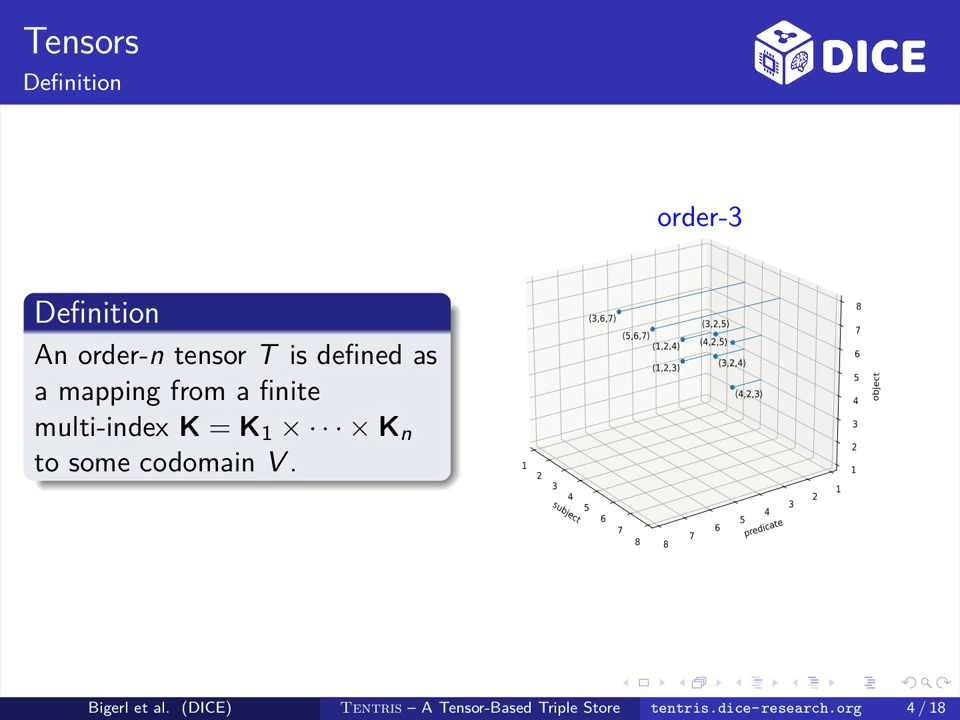 Tensors
Definition
DICE
order-3
Definition
An order-n tensor T is defined as
a mapping from a finite
multi-index K = K₁ × ··· × Kₙ
to some codomain V.
(3,6,7)
(5,6,7)
(3,2,5)
(1,2,4)
(4,2,5)
(1,2,3)
(3,2,4)
(4,2,3)
8
7
6
5
4
3
2
1
object
1
2
3
4
5
6
7
8
subject
8
7
6
5
4
3
2
1
predicate
Bigerl et al. (DICE)
Tentris – A Tensor-Based Triple Store
tentris.dice-research.org
4 / 18